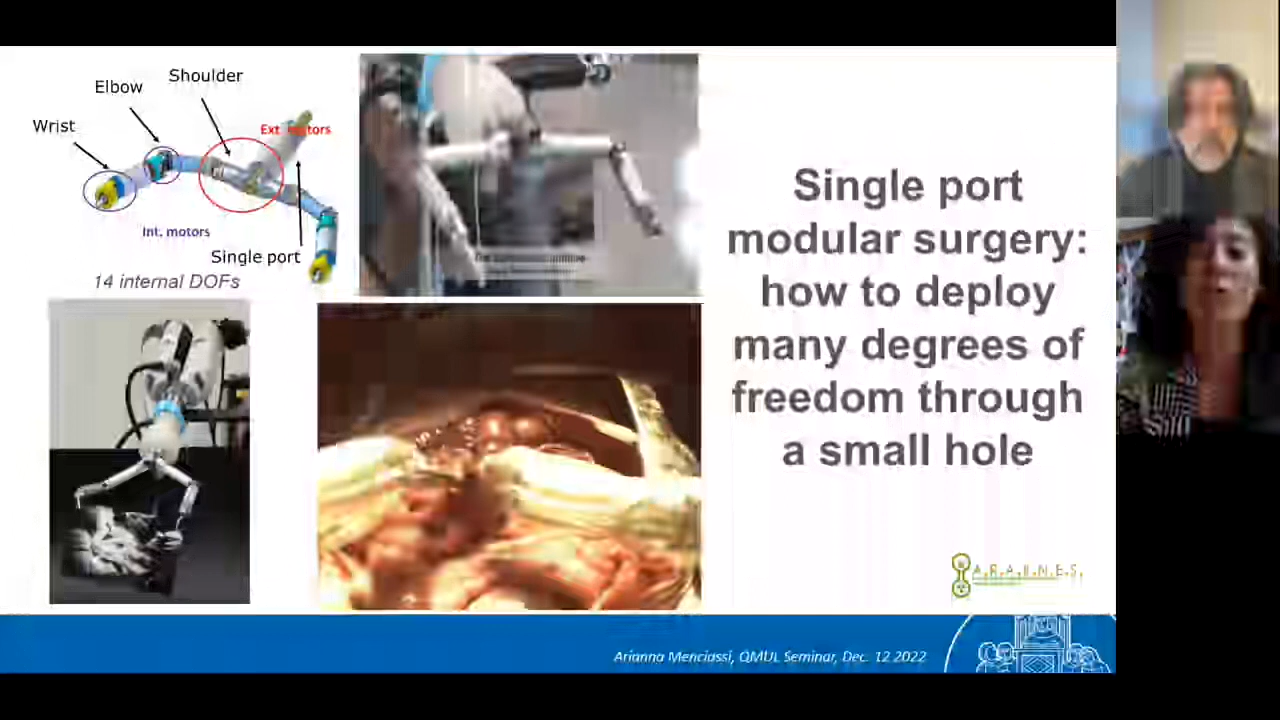 Shoulder
Elbow
Ext. motors
Wrist
Int. motors
Single port
14 internal DOFs
Single port
modular surgery:
how to deploy
many degrees of
freedom through
a small hole
A.R.A.K.N.E.S.
Arianna Menciassi, QMUL Seminar, Dec. 12 2022